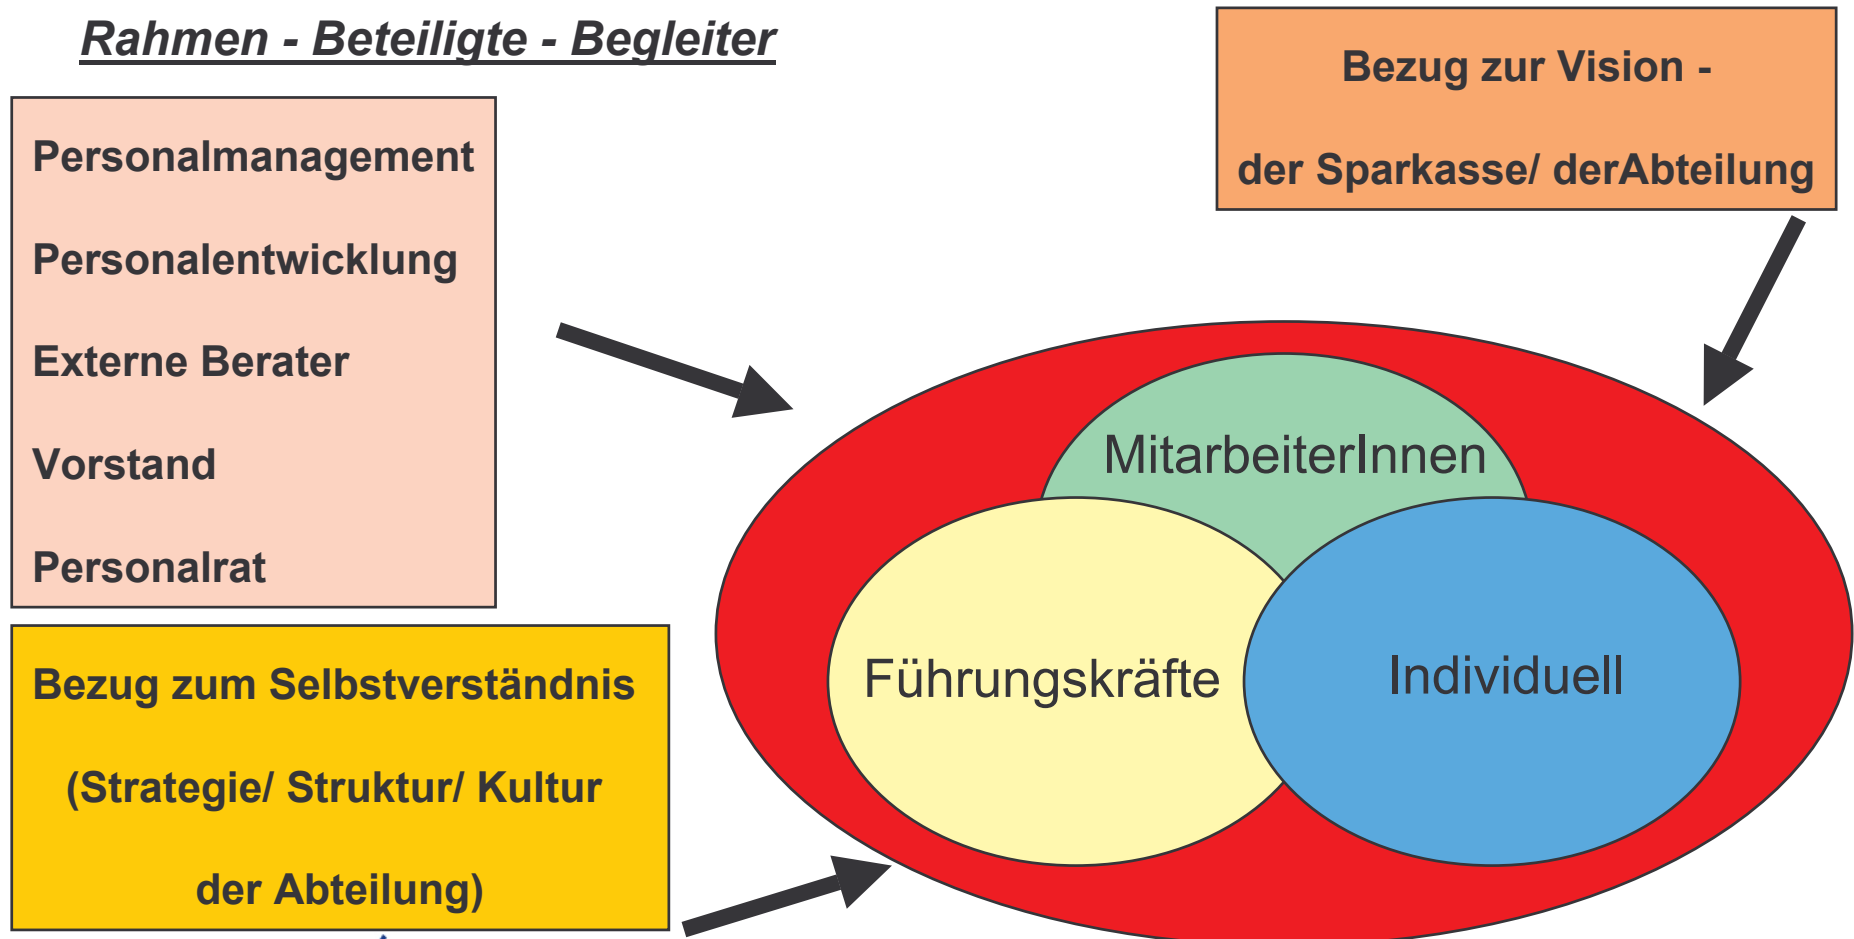 Rahmen - Beteiligte - Begleiter
Bezug zur Vision -
der Sparkasse/ derAbteilung
Personalmanagement
Personalentwicklung
Externe Berater
Vorstand
Personalrat
Bezug zum Selbstverständnis
(Strategie/ Struktur/ Kultur
der Abteilung)
MitarbeiterInnen
Führungskräfte
Individuell